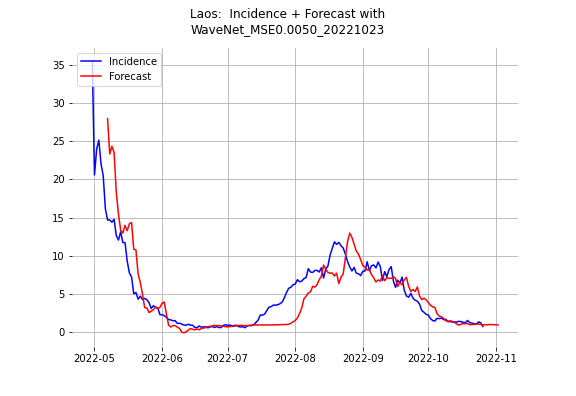 Laos:  Incidence + Forecast with
WaveNet_MSE0.0050_20221023
Incidence
Forecast
35
30
25
20
15
10
5
0
2022-05 2022-06 2022-07 2022-08 2022-09 2022-10 2022-11